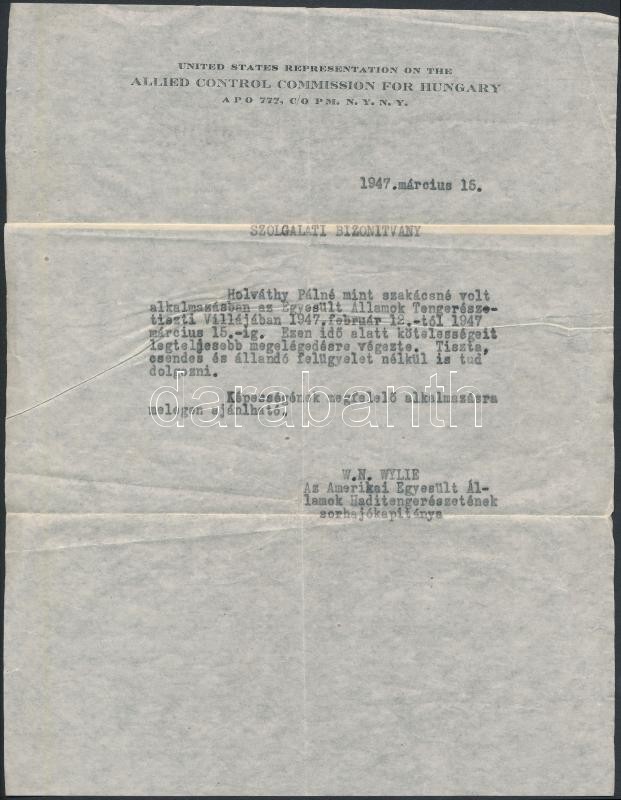 UNITED STATES REPRESENTATION ON THE
ALLIED CONTROL COMMISSION FOR HUNGARY
APO 777, C/O PM. N. Y. N. Y.
1947.március 15.
SZOLGALATI BIZONITVANY
Holváthy Pálné mint szakácsné volt
alkalmazásban az Egyesült Államok Tengerésze-
tiszti Villájában 1947.február 12.-tól 1947
március 15.-ig. Ezen idő alatt kötelességeit
legteljesebb megelégedésre végezte. Tiszta,
csendes és állandó felügyelet nélkül is tud
dolgozni.
Képességének megfelelő alkalmazásra
melegen ajánlható.
darabanth
W.N. WYLIE
Az Amerikai Egyesült Ál-
lamok Haditengerészetének
sorhajókapitánya